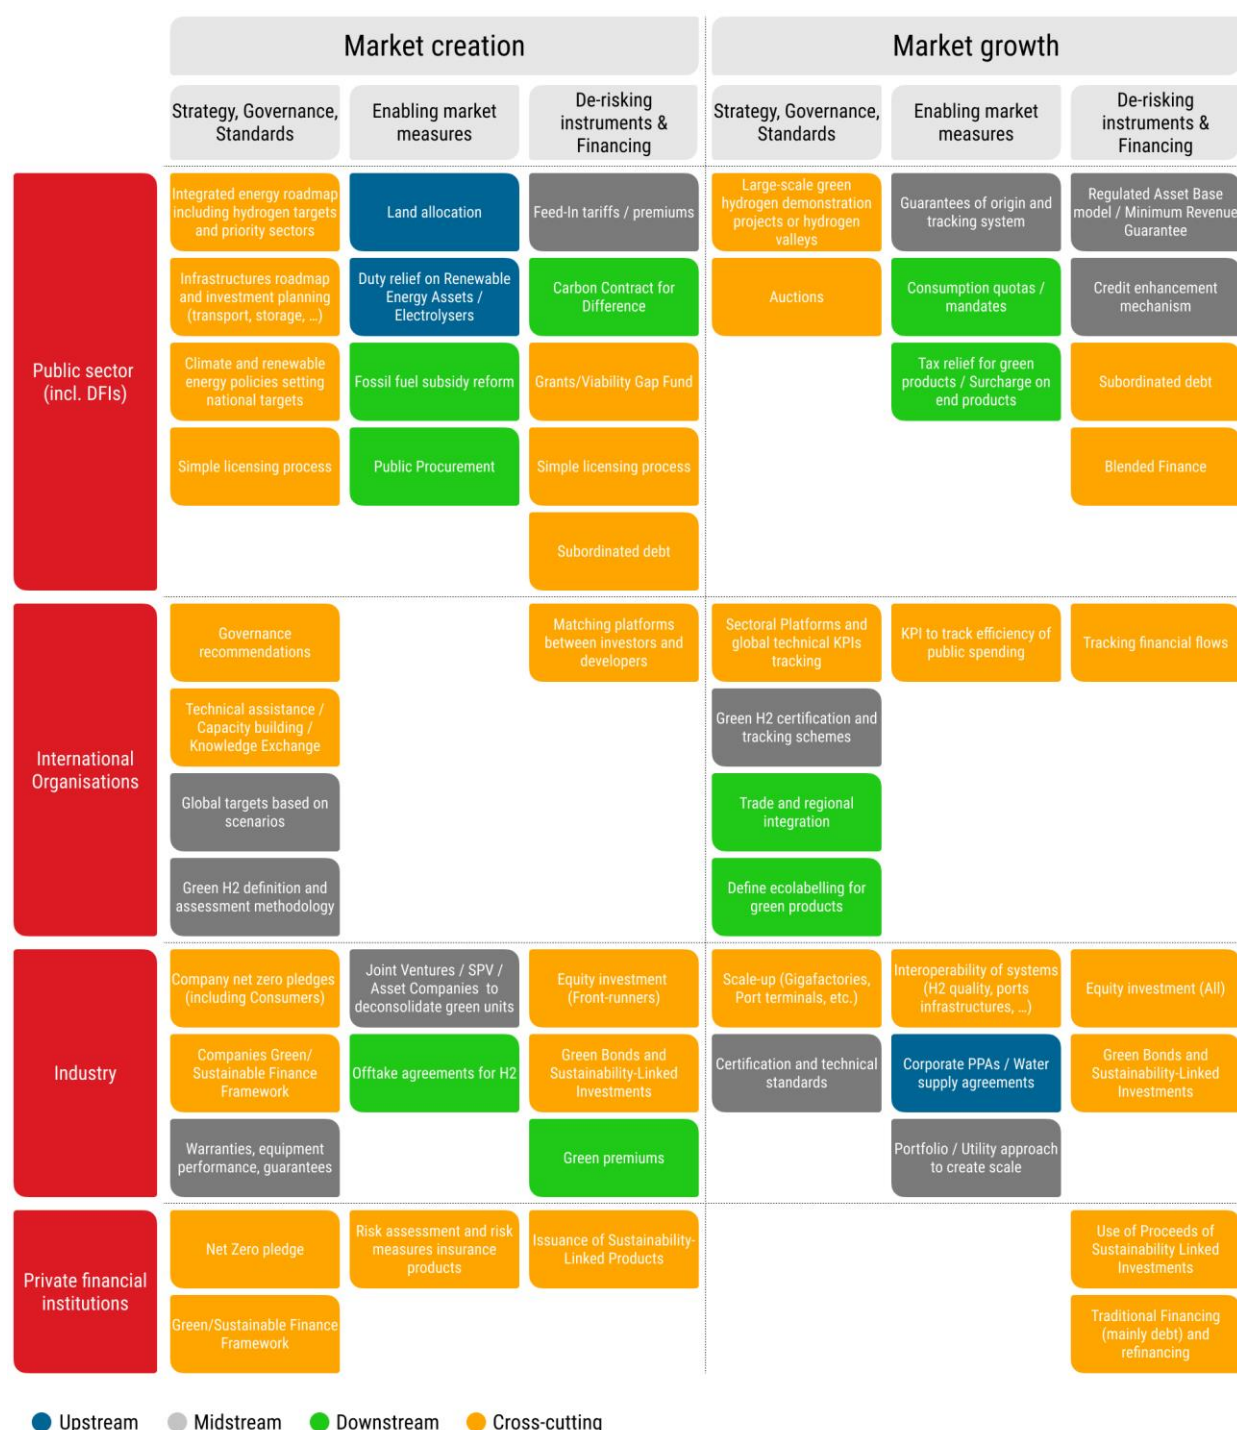 Market creation
Market growth
Strategy, Governance,
Standards
Enabling market
measures
De-risking
instruments &
Financing
Strategy, Governance,
Standards
Enabling market
measures
De-risking
instruments &
Financing
Public sector
(incl. DFIs)
Integrated energy roadmap
including hydrogen targets
and priority sectors
Land allocation
Feed-In tariffs / premiums
Large-scale green
hydrogen demonstration
projects or hydrogen
valleys
Guarantees of origin and
tracking system
Regulated Asset Base
model / Minimum Revenue
Guarantee
Infrastructures roadmap
and investment planning
(transport, storage, …)
Duty relief on Renewable
Energy Assets /
Electrolysers
Carbon Contract for
Difference
Auctions
Consumption quotas /
mandates
Credit enhancement
mechanism
Climate and renewable
energy policies setting
national targets
Fossil fuel subsidy reform
Grants/Viability Gap Fund
Tax relief for green
products / Surcharge on
end products
Subordinated debt
Simple licensing process
Public Procurement
Simple licensing process
Blended Finance
Subordinated debt
International
Organisations
Governance
recommendations
Matching platforms
between investors and
developers
Sectoral Platforms and
global technical KPIs
tracking
KPI to track efficiency of
public spending
Tracking financial flows
Technical assistance /
Capacity building /
Knowledge Exchange
Green H2 certification and
tracking schemes
Global targets based on
scenarios
Trade and regional
integration
Green H2 definition and
assessment methodology
Define ecolabelling for
green products
Industry
Company net zero pledges
(including Consumers)
Joint Ventures / SPV /
Asset Companies to
deconsolidate green units
Equity investment
(Front-runners)
Scale-up (Gigafactories,
Port terminals, etc.)
Interoperability of systems
(H2 quality, ports
infrastructures, …)
Equity investment (All)
Companies Green/
Sustainable Finance
Framework
Offtake agreements for H2
Green Bonds and
Sustainability-Linked
Investments
Certification and technical
standards
Corporate PPAs / Water
supply agreements
Green Bonds and
Sustainability-Linked
Investments
Warranties, equipment
performance, guarantees
Green premiums
Portfolio / Utility approach
to create scale
Private financial
institutions
Net Zero pledge
Risk assessment and risk
measures insurance
products
Issuance of Sustainability-
Linked Products
Use of Proceeds of
Sustainability Linked
Investments
Green/Sustainable Finance
Framework
Traditional Financing
(mainly debt) and
refinancing
Upstream
Midstream
Downstream
Cross-cutting